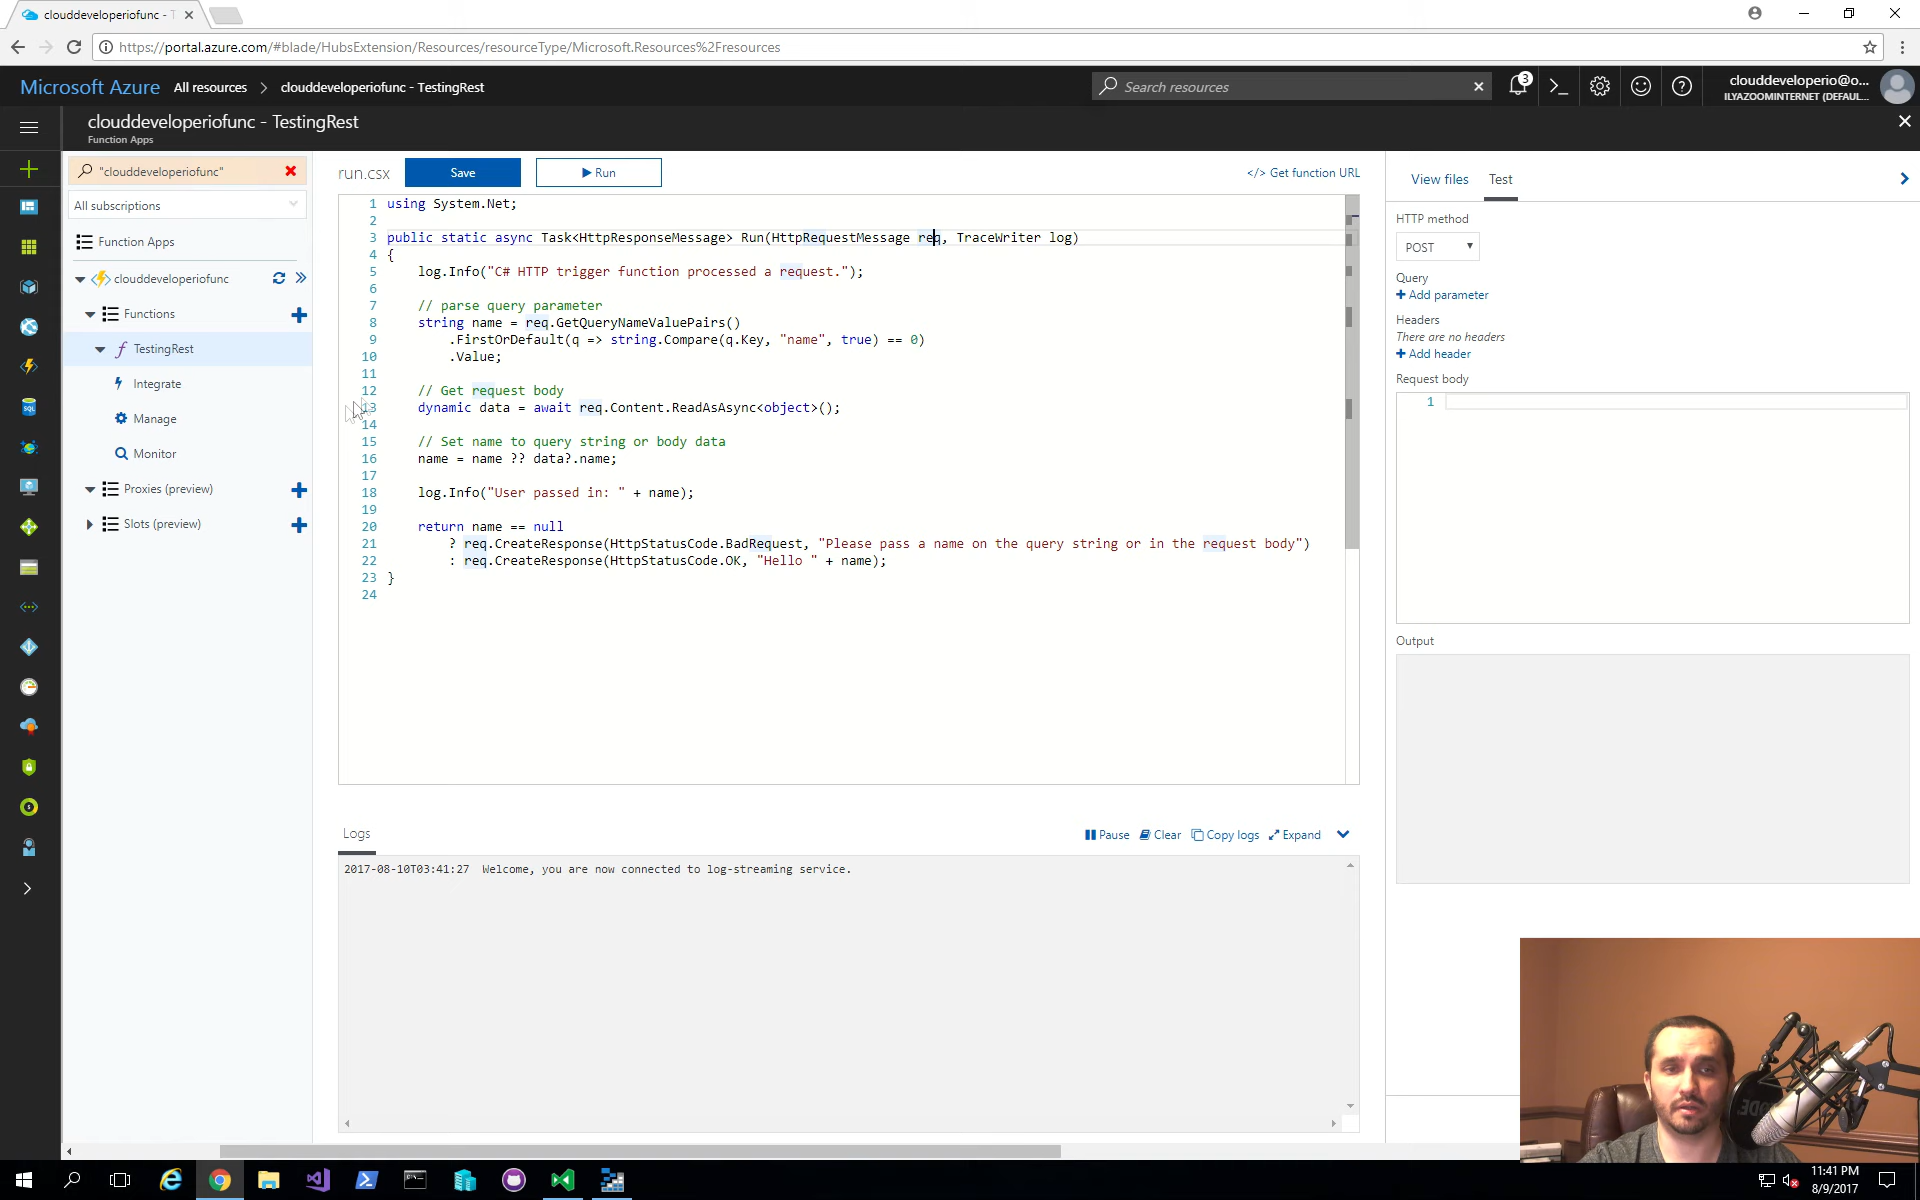 clouddeveloperiofunc - T
https://portal.azure.com/#blade/HubsExtension/Resources/resourceType/Microsoft.Resources%2Fresources
Microsoft Azure All resources > clouddeveloperiofunc - TestingRest
Search resources
3
clouddeveloperio@o...
ILYAZOOMINTERNET (DEFAUL...
clouddeveloperiofunc - TestingRest
Function Apps
"clouddeveloperiofunc"
All subscriptions
Function Apps
clouddeveloperiofunc
Functions
TestingRest
Integrate
Manage
Monitor
Proxies (preview)
Slots (preview)
run.csx
Save
Run
</> Get function URL
1 using System.Net;
2
3 public static async Task<HttpResponseMessage> Run(HttpRequestMessage req, TraceWriter log)
4 {
5 log.Info("C# HTTP trigger function processed a request.");
6
7 // parse query parameter
8 string name = req.GetQueryNameValuePairs()
9 .FirstOrDefault(q => string.Compare(q.Key, "name", true) == 0)
10 .Value;
11
12 // Get request body
13 dynamic data = await req.Content.ReadAsAsync<object>();
14
15 // Set name to query string or body data
16 name = name ?? data?.name;
17
18 log.Info("User passed in: " + name);
19
20 return name == null
21 ? req.CreateResponse(HttpStatusCode.BadRequest, "Please pass a name on the query string or in the request body")
22 : req.CreateResponse(HttpStatusCode.OK, "Hello " + name);
23 }
24
Logs
Pause Clear Copy logs Expand
2017-08-10T03:41:27 Welcome, you are now connected to log-streaming service.
View files Test
HTTP method
POST
Query
Add parameter
Headers
There are no headers
Add header
Request body
1
Output
SQL
11:41 PM
8/9/2017